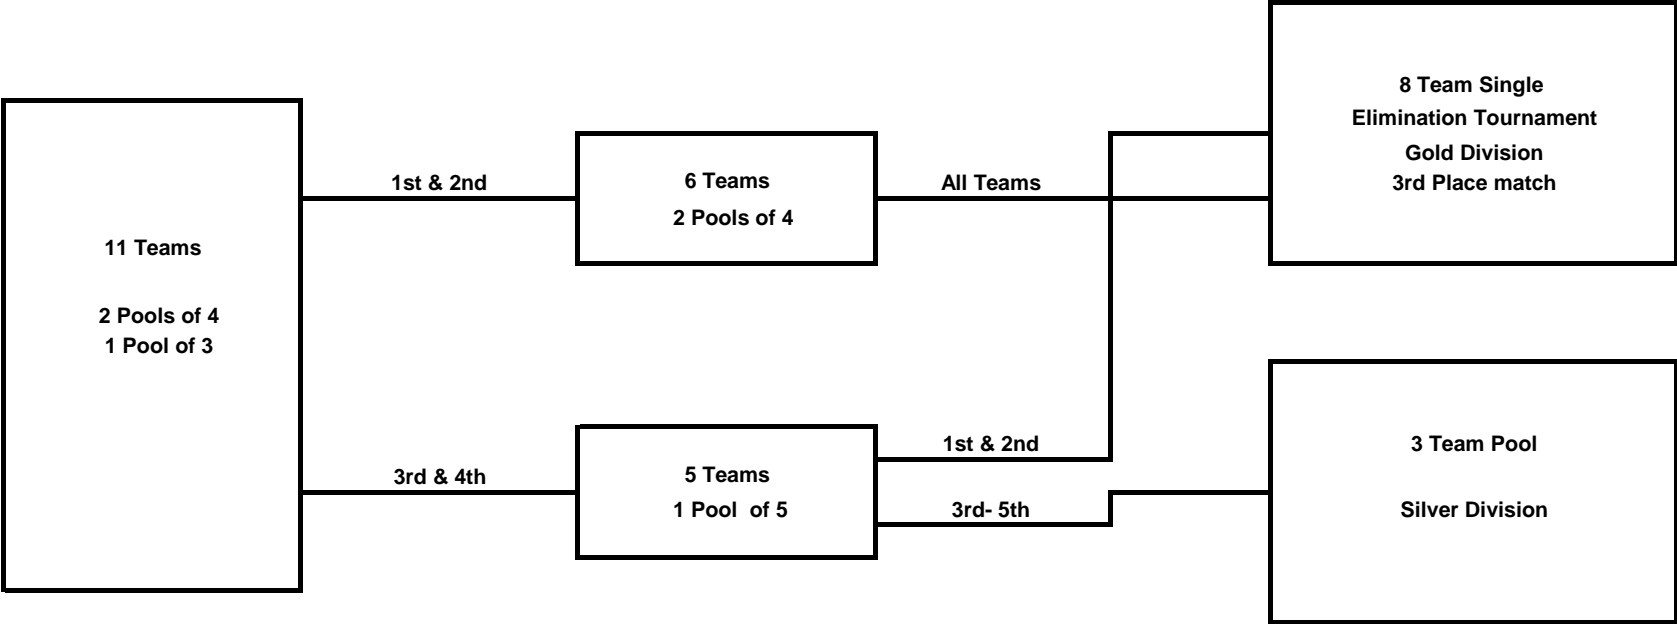 11 Teams
2 Pools of 4
1 Pool of 3
1st & 2nd
3rd & 4th
6 Teams
2 Pools of 4
5 Teams
1 Pool of 5
All Teams
1st & 2nd
3rd- 5th
8 Team Single
Elimination Tournament
Gold Division
3rd Place match
3 Team Pool
Silver Division